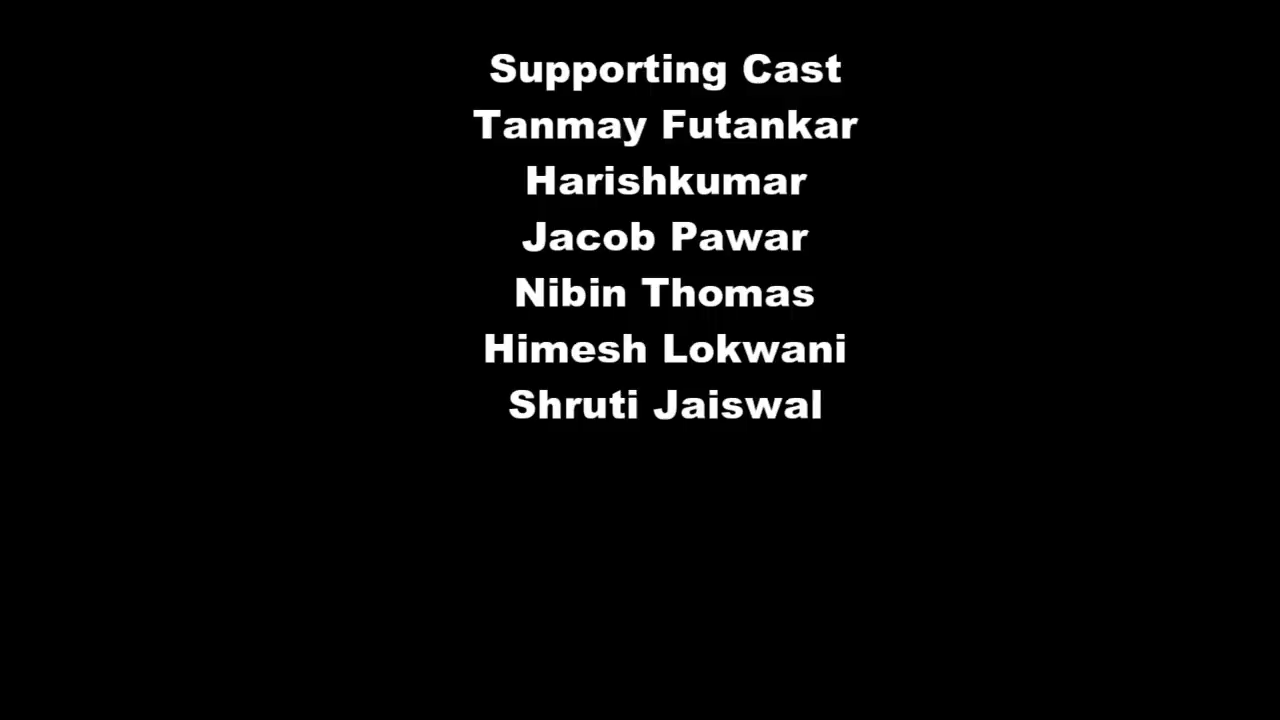 Supporting Cast
Tanmay Futankar
Harishkumar
Jacob Pawar
Nibin Thomas
Himesh Lokwani
Shruti Jaiswal